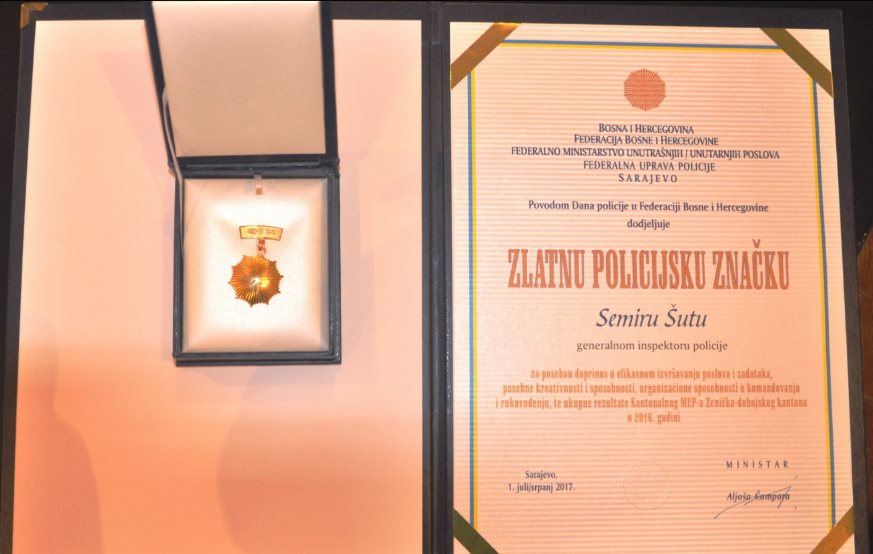 BOSNA I HERCEGOVINA
FEDERACIJA BOSNE I HERCEGOVINE
FEDERALNO MINISTARSTVO UNUTRAŠNJIH / UNUTARNJIH POSLOVA
FEDERALNA UPRAVA POLICIJE
SARAJEVO
Povodom Dana policije u Federaciji Bosne i Hercegovine
dodjeljuje
ZLATNU POLICIJSKU ZNAČKU
Semiru Šutu
generalnom inspektoru policije
za poseban doprinos u efikasnom izvršavanju poslova i zadataka,
posebne kreativnosti i sposobnosti, organizacione sposobnosti u komandovanju
i rukovođenju, te ukupne rezultate Kantonalnog MUP-a Zeničko-dobojskog kantona
u 2016. godini
Sarajevo,
1. juli/srpanj 2017.
MINISTAR
Aljoša Čampara